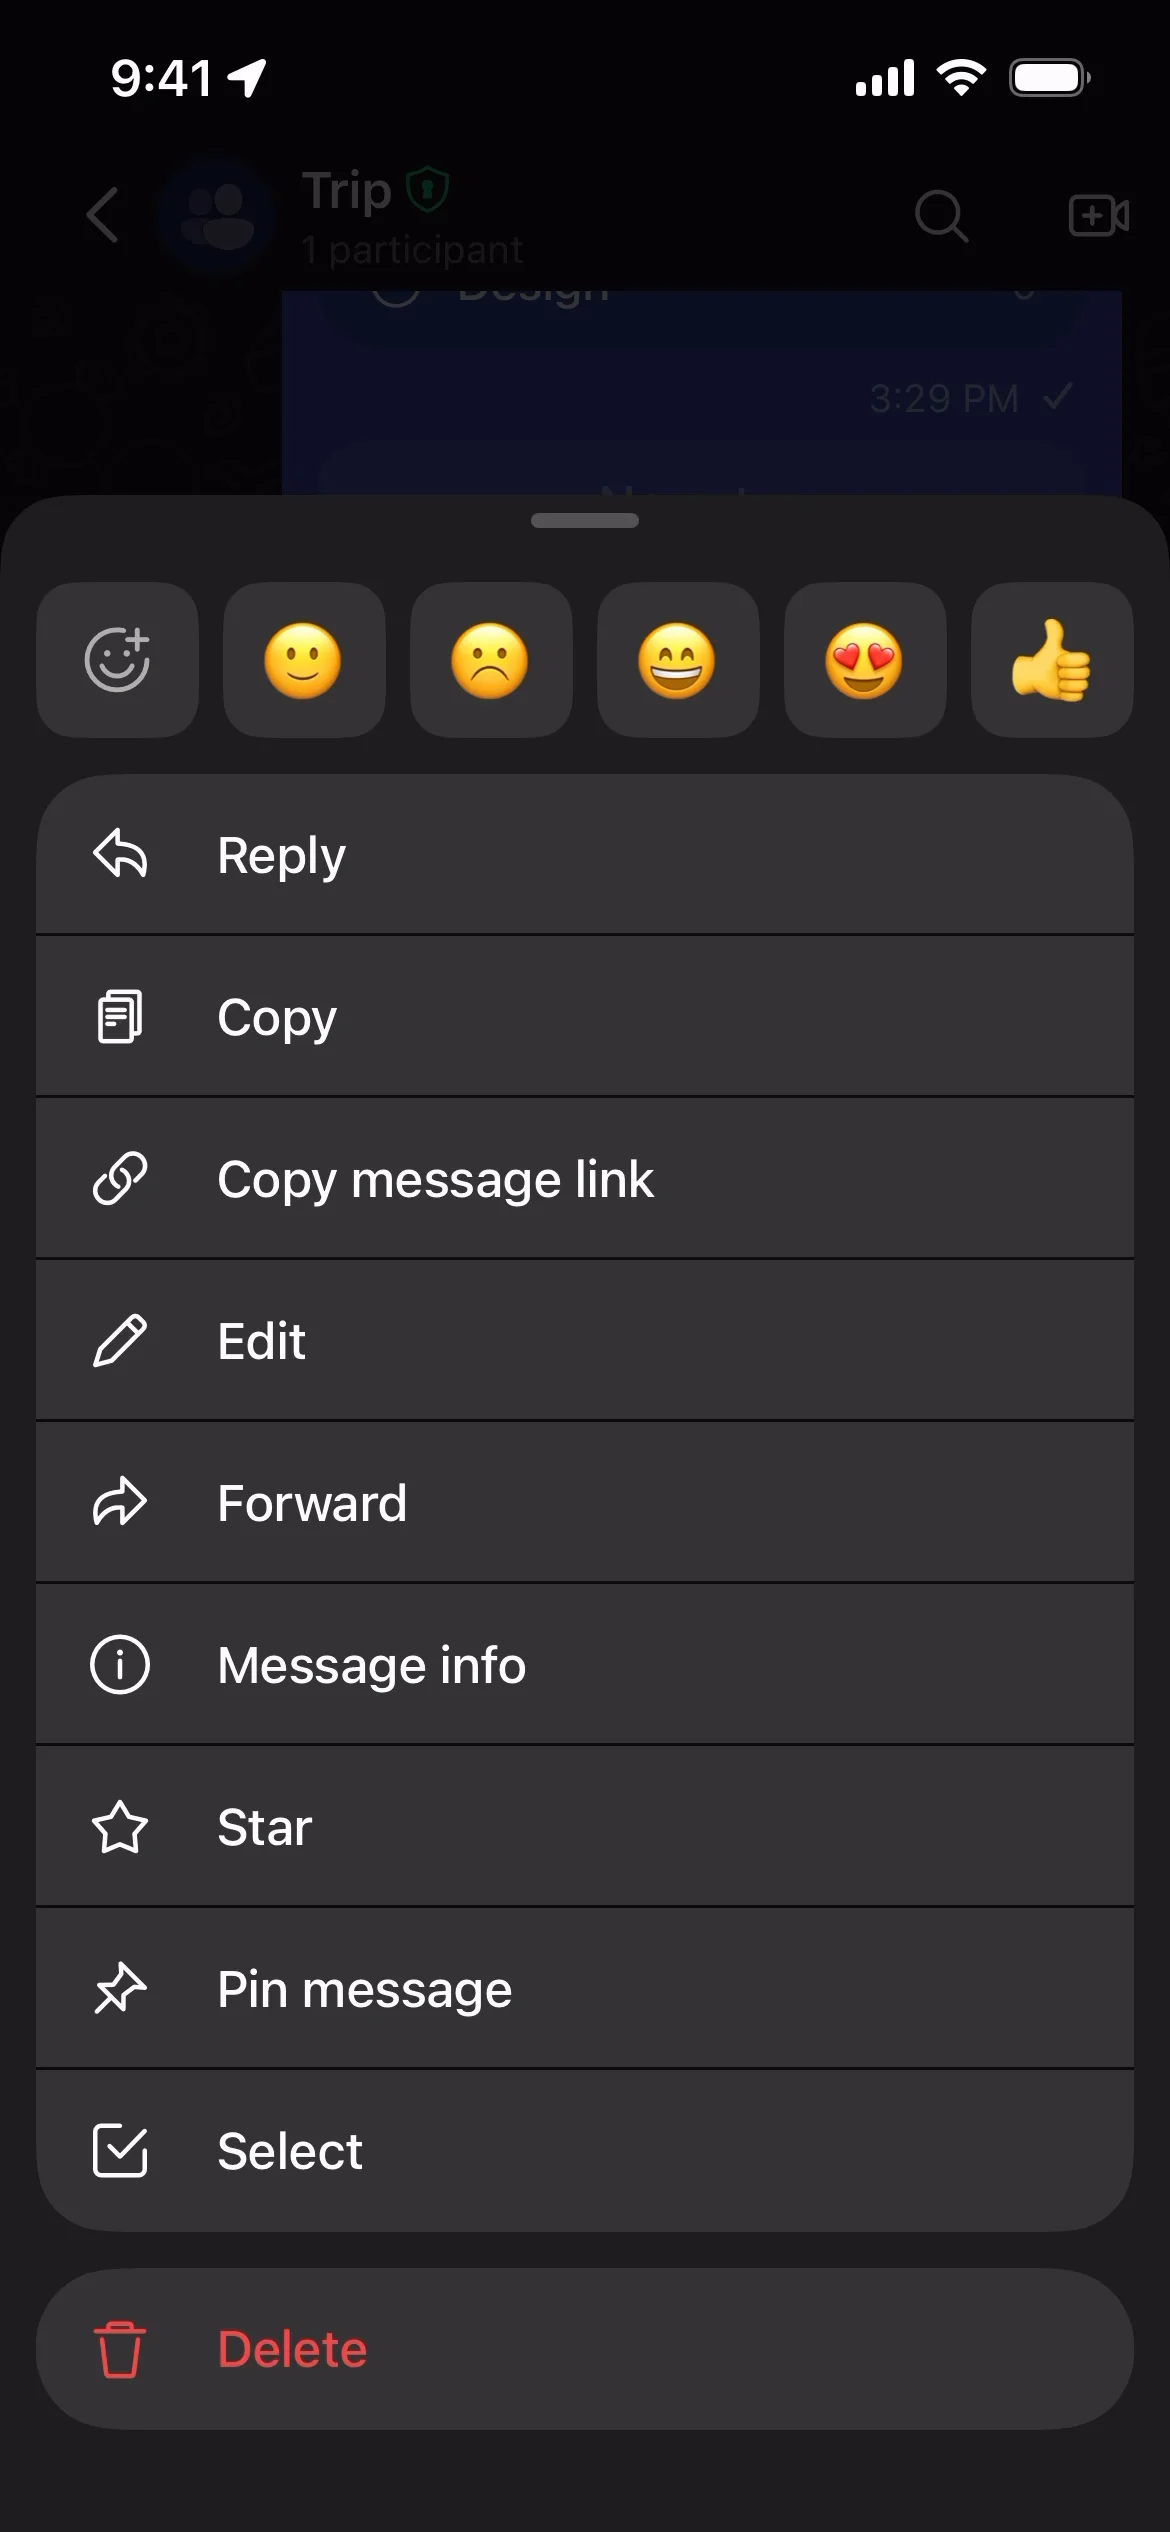 9:41
Trip
1 participant
Design
3:29 PM
Reply
Copy
Copy message link
Edit
Forward
Message info
Star
Pin message
Select
Delete